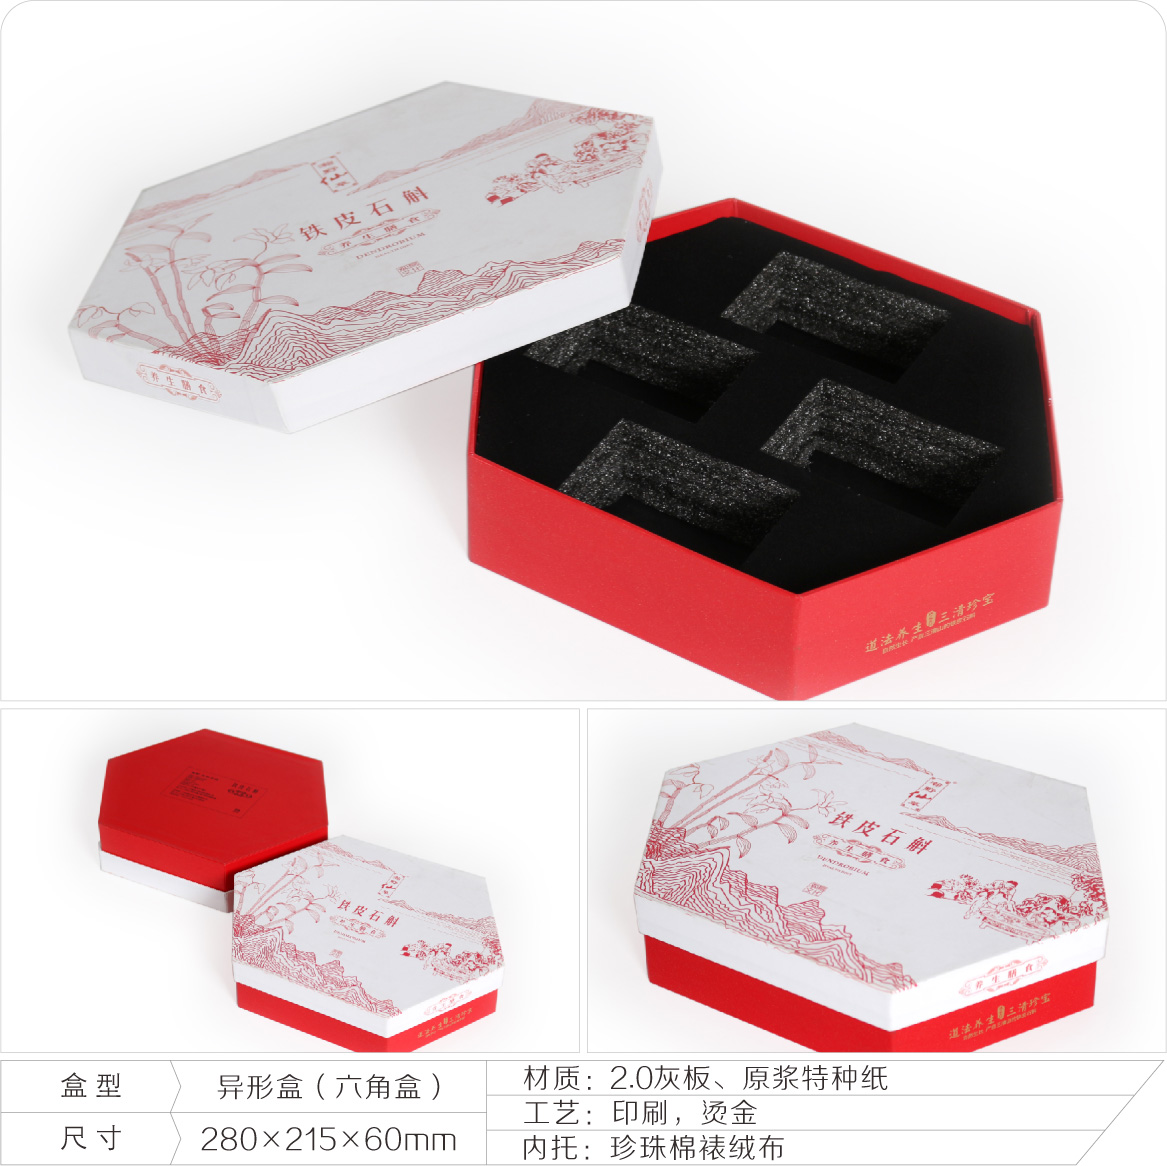 仙
铁皮石斛
养生膳食
DENDROBIUM
养生膳食
道法养生 三清珍宝
铁皮石斛
养生膳食
DENDROBIUM
仙
铁皮石斛
养生膳食
DENDROBIUM
养生膳食
道法养生 三清珍宝
盒型
异形盒（六角盒）
尺寸
280×215×60mm
材质：2.0灰板、原浆特种纸
工艺：印刷，烫金
内托：珍珠棉裱绒布